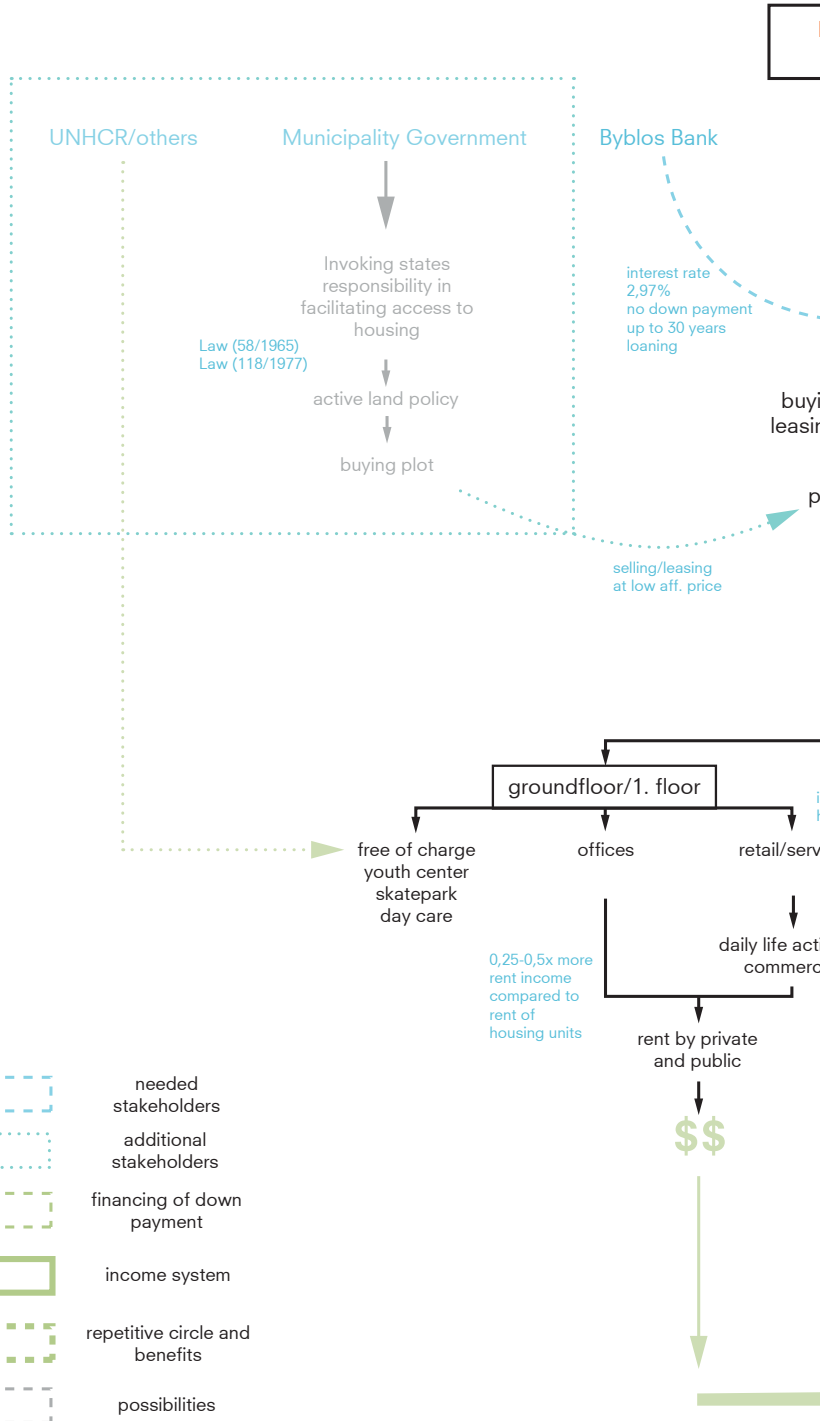 UNHCR/others
Municipality Government
Byblos Bank
Invoking states
responsibility in
facilitating access to
housing
Law (58/1965)
Law (118/1977)
active land policy
buying plot
interest rate
2,97%
no down payment
up to 30 years
loaning
selling/leasing
at low aff. price
groundfloor/1. floor
free of charge
youth center
skatepark
day care
offices
daily life
0,25-0,5x more
rent income
compared to
rent of
housing units
rent by private
and public
$$
needed
stakeholders
additional
stakeholders
financing of down
payment
income system
repetitive circle and
benefits
possibilities